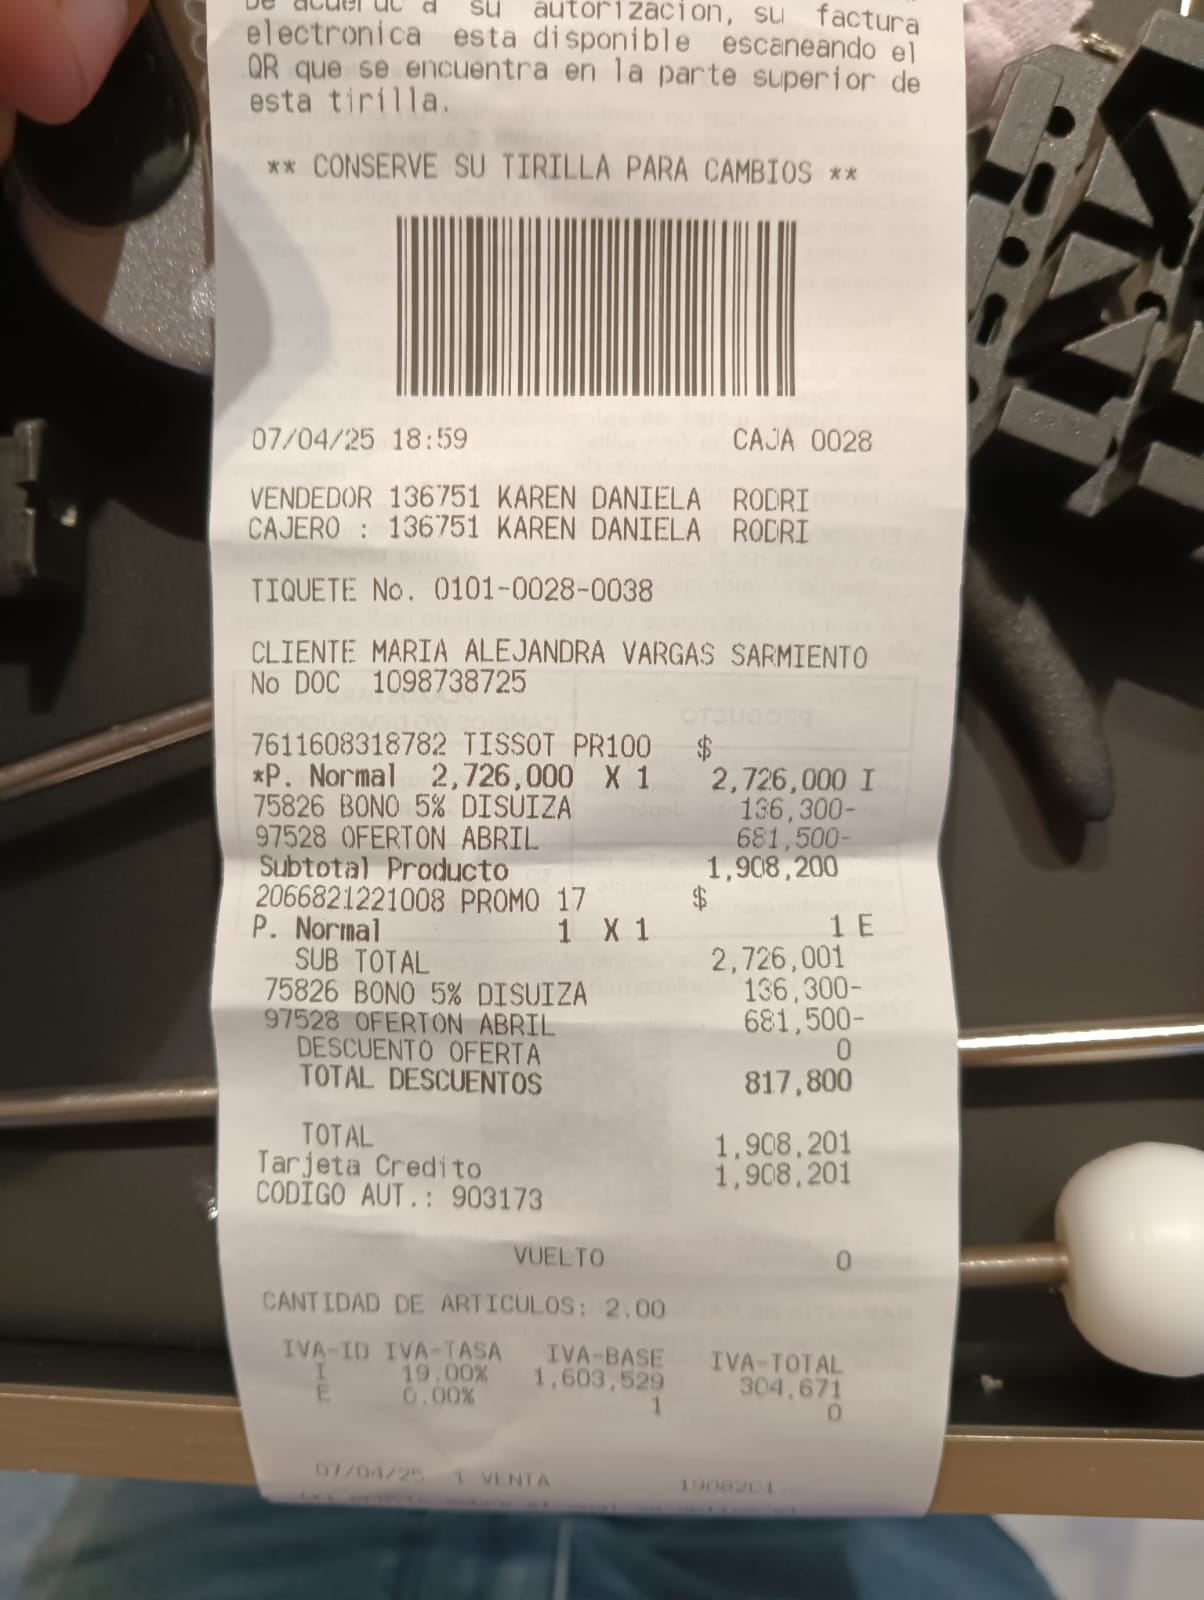 De acuerdo a su autorizacion, su factura
electronica esta disponible escaneando el
QR que se encuentra en la parte superior de
esta tirilla.
** CONSERVE SU TIRILLA PARA CAMBIOS **
07/04/25 18:59 CAJA 0028
VENDEDOR 136751 KAREN DANIELA RODRI
CAJERO : 136751 KAREN DANIELA RODRI
TIQUETE No. 0101-0028-0038
CLIENTE MARIA ALEJANDRA VARGAS SARMIENTO
No DOC 1098738725
7611608318782 TISSOT PR100 $
*P. Normal 2,726,000 X 1 2,726,000 I
75826 BONO 5% DISUIZA 136,300-
97528 OFERTON ABRIL 681,500-
Subtotal Producto 1,908,200
2066821221008 PROMO 17 $
P. Normal 1 X 1 1 E
SUB TOTAL 2,726,001
75826 BONO 5% DISUIZA 136,300-
97528 OFERTON ABRIL 681,500-
DESCUENTO OFERTA 0
TOTAL DESCUENTOS 817,800
TOTAL 1,908,201
Tarjeta Credito 1,908,201
CODIGO AUT.: 903173
VUELTO 0
CANTIDAD DE ARTICULOS: 2.00
IVA-ID IVA-TASA IVA-BASE IVA-TOTAL
I 19.00% 1,603,529 304,671
E 0.00% 1 0
07/04/25 1 VENTA 1908201